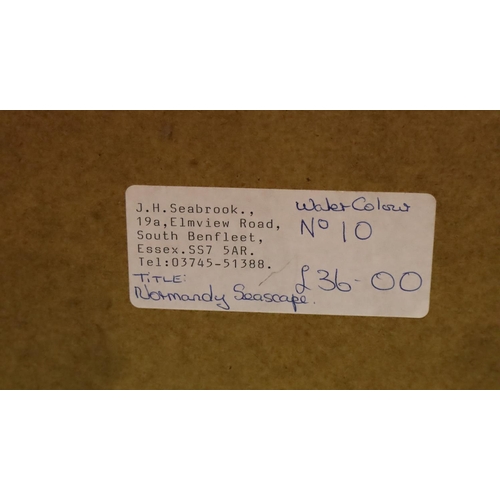 J.H.Seabrook.,
19a,Elmview Road,
South Benfleet,
Essex.SS7 5AR.
Tel:03745-51388.
TITLE:
Normandy Seascape.
Water Colour
No 10
£36-00